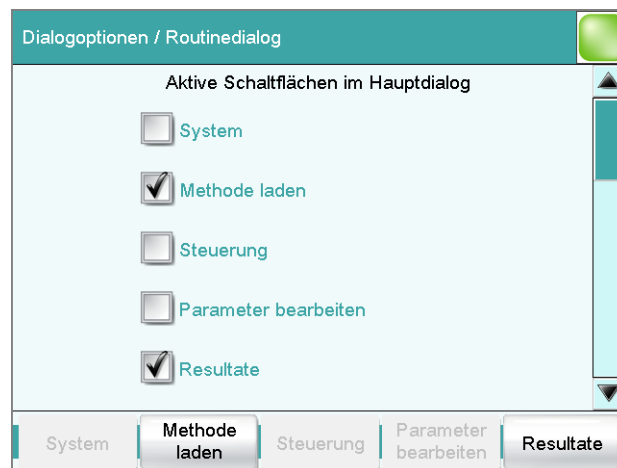 Dialogoptionen / Routinedialog
Aktive Schaltflächen im Hauptdialog
System
Methode laden
Steuerung
Parameter bearbeiten
Resultate
System
Methode
laden
Steuerung
Parameter
bearbeiten
Resultate